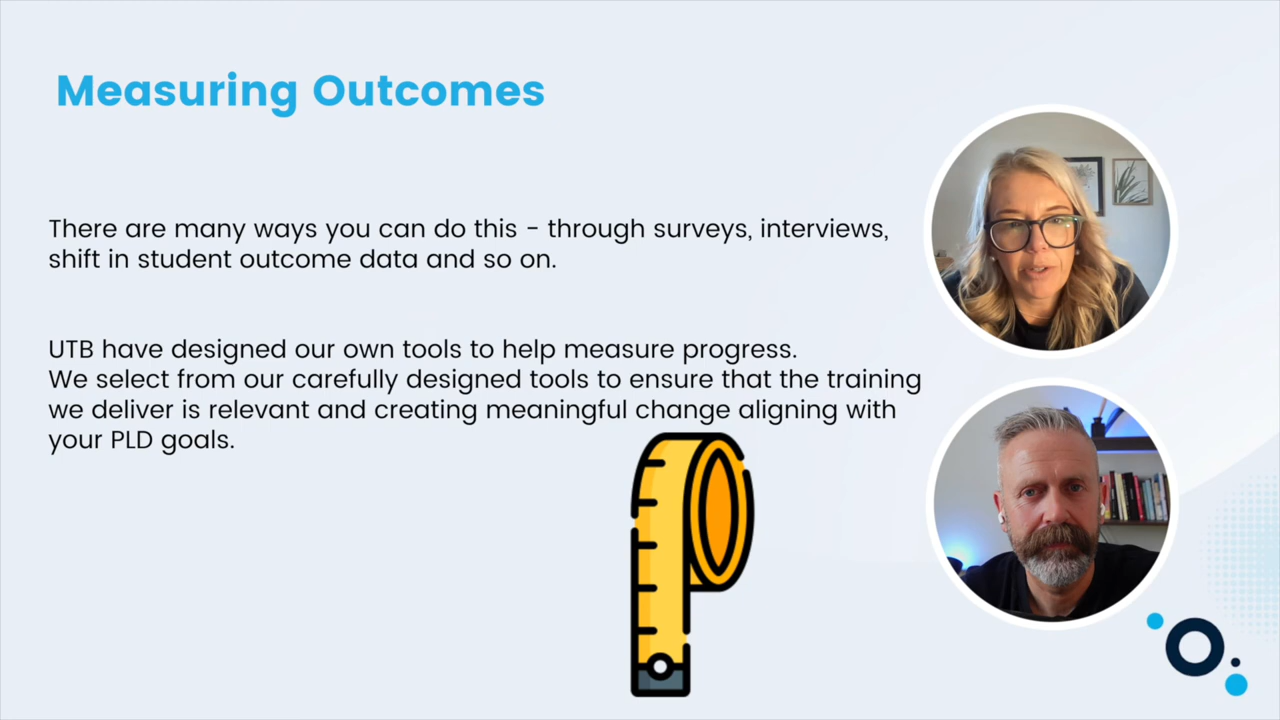 Measuring Outcomes
There are many ways you can do this - through surveys, interviews,
shift in student outcome data and so on.
UTB have designed our own tools to help measure progress.
We select from our carefully designed tools to ensure that the training
we deliver is relevant and creating meaningful change aligning with
your PLD goals.